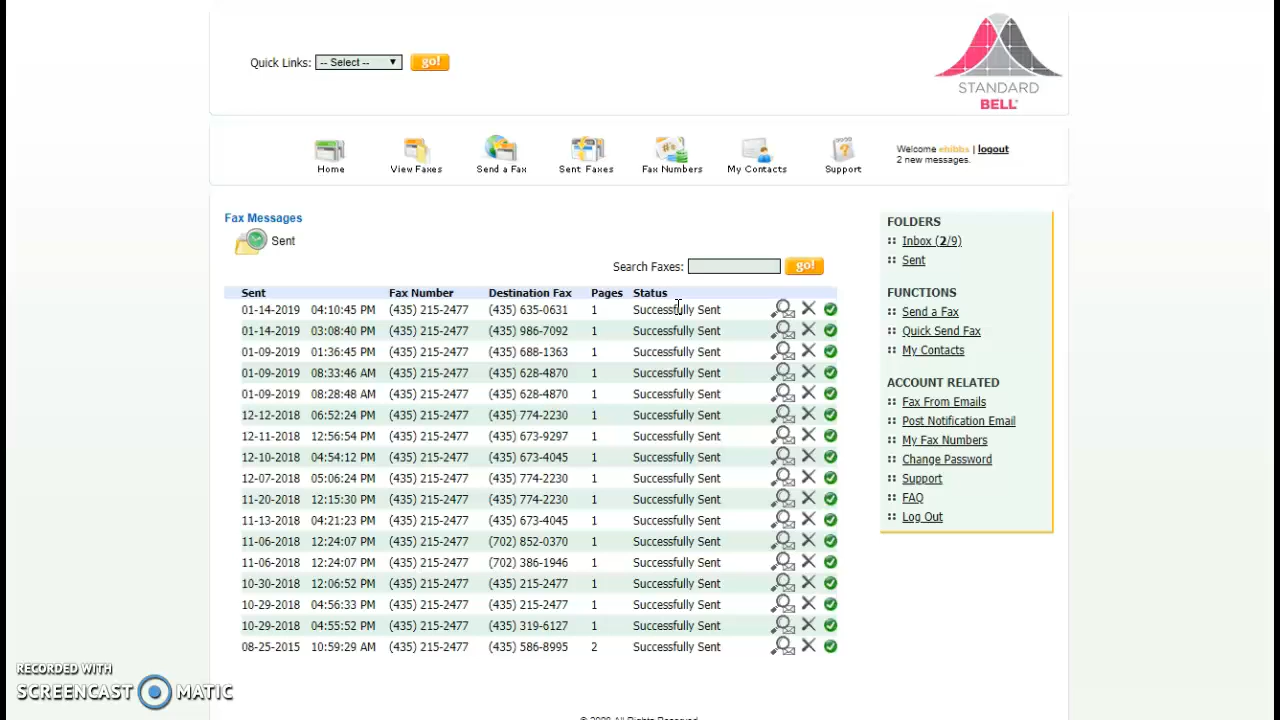 Quick Links: -- Select -- go!
STANDARD
BELL
Home View Faxes Send a Fax Sent Faxes Fax Numbers My Contacts Support
Welcome ehibbs | logout
2 new messages.
Fax Messages
Sent
Search Faxes: go!
Sent Fax Number Destination Fax Pages Status
01-14-2019 04:10:45 PM (435) 215-2477 (435) 635-0631 1 Successfully Sent
01-14-2019 03:08:40 PM (435) 215-2477 (435) 986-7092 1 Successfully Sent
01-09-2019 01:36:45 PM (435) 215-2477 (435) 688-1363 1 Successfully Sent
01-09-2019 08:33:46 AM (435) 215-2477 (435) 628-4870 1 Successfully Sent
01-09-2019 08:28:48 AM (435) 215-2477 (435) 628-4870 1 Successfully Sent
12-12-2018 06:52:24 PM (435) 215-2477 (435) 774-2230 1 Successfully Sent
12-11-2018 12:56:54 PM (435) 215-2477 (435) 673-9297 1 Successfully Sent
12-10-2018 04:54:12 PM (435) 215-2477 (435) 673-4045 1 Successfully Sent
12-07-2018 05:06:24 PM (435) 215-2477 (435) 774-2230 1 Successfully Sent
11-20-2018 12:15:30 PM (435) 215-2477 (435) 774-2230 1 Successfully Sent
11-13-2018 04:21:23 PM (435) 215-2477 (435) 673-4045 1 Successfully Sent
11-06-2018 12:24:07 PM (435) 215-2477 (702) 852-0370 1 Successfully Sent
11-06-2018 12:24:07 PM (435) 215-2477 (702) 386-1946 1 Successfully Sent
10-30-2018 12:06:52 PM (435) 215-2477 (435) 215-2477 1 Successfully Sent
10-29-2018 04:56:33 PM (435) 215-2477 (435) 215-2477 1 Successfully Sent
10-29-2018 04:55:52 PM (435) 215-2477 (435) 319-6127 1 Successfully Sent
08-25-2015 10:59:29 AM (435) 215-2477 (435) 586-8995 2 Successfully Sent
FOLDERS
Inbox (2/9)
Sent
FUNCTIONS
Send a Fax
Quick Send Fax
My Contacts
ACCOUNT RELATED
Fax From Emails
Post Notification Email
My Fax Numbers
Change Password
Support
FAQ
Log Out
RECORDED WITH
SCREENCAST MATIC
All Rights Reserved